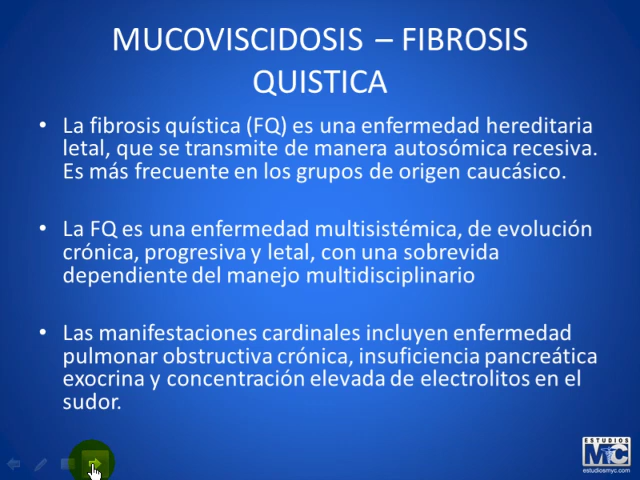 MUCOVISCIDOSIS – FIBROSIS
QUISTICA
• La fibrosis quística (FQ) es una enfermedad hereditaria
letal, que se transmite de manera autosómica recesiva.
Es más frecuente en los grupos de origen caucásico.
• La FQ es una enfermedad multisistémica, de evolución
crónica, progresiva y letal, con una sobrevida
dependiente del manejo multidisciplinario
• Las manifestaciones cardinales incluyen enfermedad
pulmonar obstructiva crónica, insuficiencia pancreática
exocrina y concentración elevada de electrolitos en el
sudor.
ESTUDIOS
MyC
estudiosmyc.com